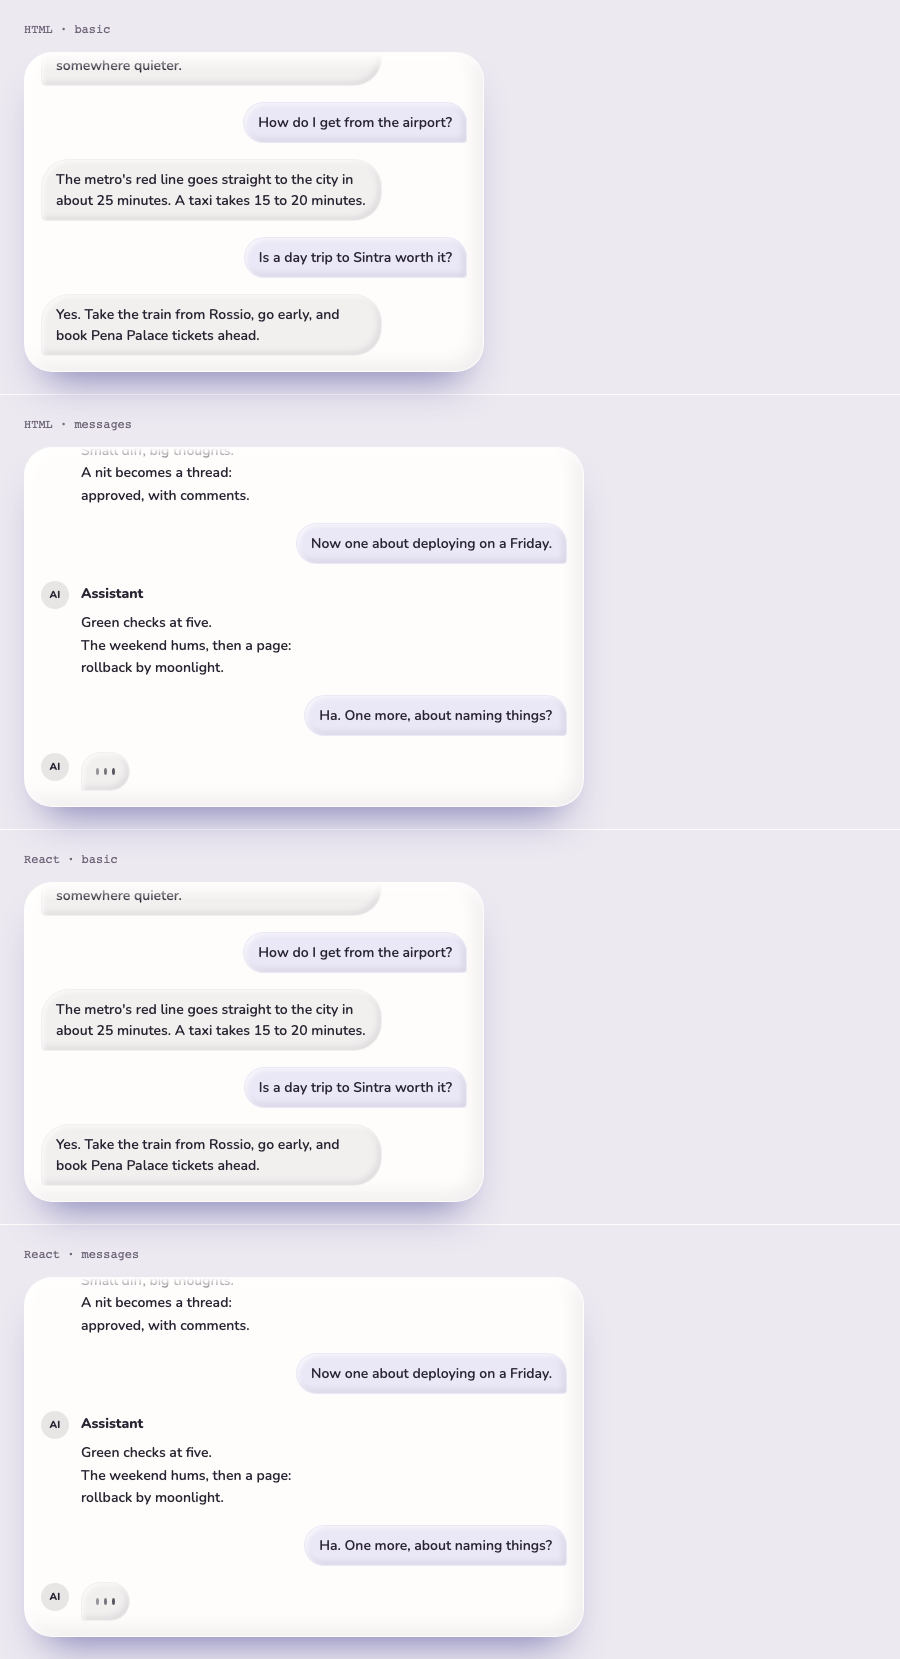 HTML · basic
somewhere quieter.
How do I get from the airport?
The metro's red line goes straight to the city in
about 25 minutes. A taxi takes 15 to 20 minutes.
Is a day trip to Sintra worth it?
Yes. Take the train from Rossio, go early, and
book Pena Palace tickets ahead.
HTML · messages
Small diff, big thoughts.
A nit becomes a thread:
approved, with comments.
Now one about deploying on a Friday.
AI
Assistant
Green checks at five.
The weekend hums, then a page:
rollback by moonlight.
Ha. One more, about naming things?
AI
React · basic
somewhere quieter.
How do I get from the airport?
The metro's red line goes straight to the city in
about 25 minutes. A taxi takes 15 to 20 minutes.
Is a day trip to Sintra worth it?
Yes. Take the train from Rossio, go early, and
book Pena Palace tickets ahead.
React · messages
Small diff, big thoughts.
A nit becomes a thread:
approved, with comments.
Now one about deploying on a Friday.
AI
Assistant
Green checks at five.
The weekend hums, then a page:
rollback by moonlight.
Ha. One more, about naming things?
AI